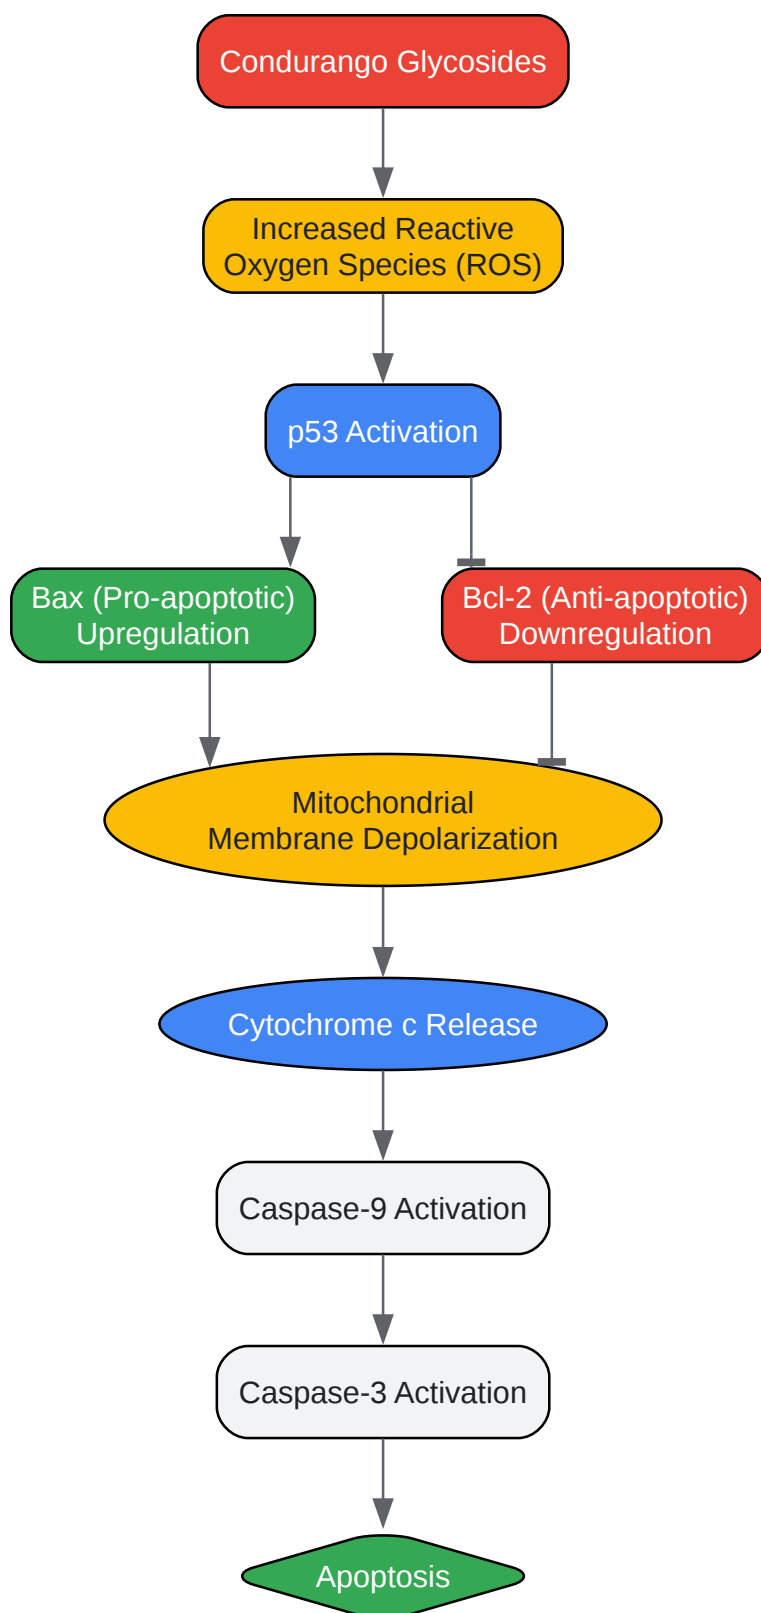 Condurango Glycosides
Increased Reactive
Oxygen Species (ROS)
p53 Activation
Bax (Pro-apoptotic)
Upregulation
Bcl-2 (Anti-apoptotic)
Downregulation
Mitochondrial
Membrane Depolarization
Cytochrome c Release
Caspase-9 Activation
Caspase-3 Activation
Apoptosis